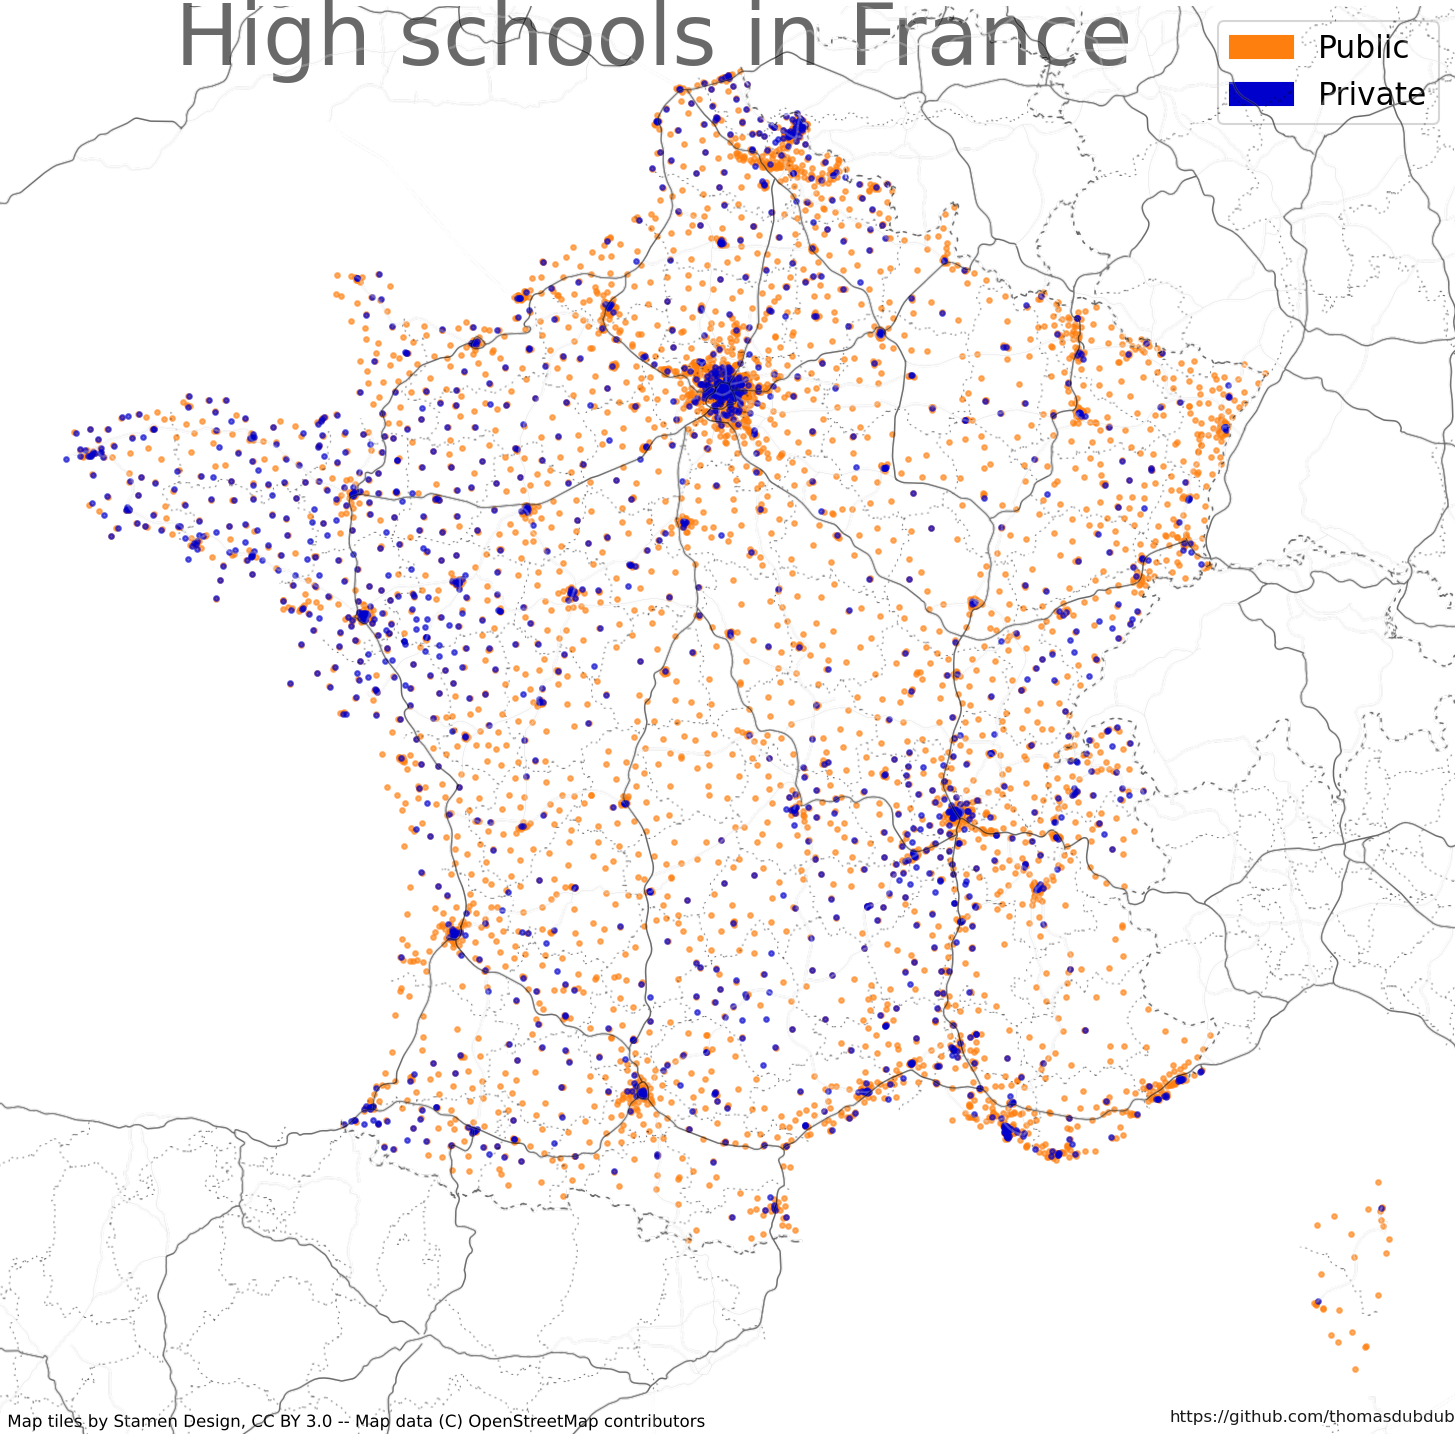 High schools in France
Public
Private
Map tiles by Stamen Design, CC BY 3.0 -- Map data (C) OpenStreetMap contributors
https://github.com/thomasdubdub